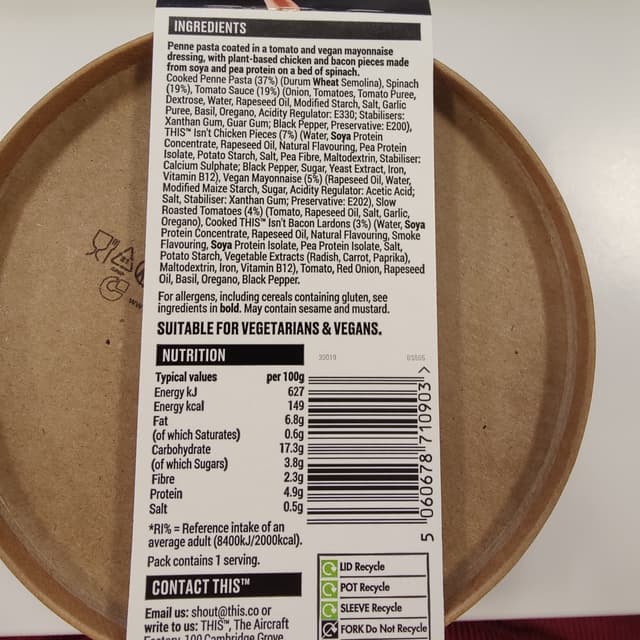 INGREDIENTS
Penne pasta coated in a tomato and vegan mayonnaise
dressing, with plant-based chicken and bacon pieces made
from soya and pea protein on a bed of spinach.
Cooked Penne Pasta (37%) (Durum Wheat Semolina), Spinach
(19%), Tomato Sauce (19%) (Onion, Tomatoes, Tomato Puree,
Dextrose, Water, Rapeseed Oil, Modified Starch, Salt, Garlic
Puree, Basil, Oregano, Acidity Regulator: E330; Stabilisers:
Xanthan Gum, Guar Gum; Black Pepper, Preservative: E200),
THIS™ Isn't Chicken Pieces (7%) (Water, Soya Protein
Concentrate, Rapeseed Oil, Natural Flavouring, Pea Protein
Isolate, Potato Starch, Salt, Pea Fibre, Maltodextrin, Stabiliser:
Calcium Sulphate; Black Pepper, Sugar, Yeast Extract, Iron,
Vitamin B12), Vegan Mayonnaise (5%) (Rapeseed Oil, Water,
Modified Maize Starch, Sugar, Acidity Regulator: Acetic Acid;
Salt, Stabiliser: Xanthan Gum; Preservative: E202), Slow
Roasted Tomatoes (4%) (Tomato, Rapeseed Oil, Salt, Garlic,
Oregano), Cooked THIS™ Isn't Bacon Lardons (3%) (Water, Soya
Protein Concentrate, Rapeseed Oil, Natural Flavouring, Smoke
Flavouring, Soya Protein Isolate, Pea Protein Isolate, Salt,
Potato Starch, Vegetable Extracts (Radish, Carrot, Paprika),
Maltodextrin, Iron, Vitamin B12), Tomato, Red Onion, Rapeseed
Oil, Basil, Oregano, Black Pepper.
For allergens, including cereals containing gluten, see
ingredients in bold. May contain sesame and mustard.
SUITABLE FOR VEGETARIANS & VEGANS.
NUTRITION
Typical values per 100g
Energy kJ 627
Energy kcal 149
Fat 6.8g
(of which Saturates) 0.6g
Carbohydrate 17.3g
(of which Sugars) 3.8g
Fibre 2.3g
Protein 4.9g
Salt 0.5g
*RI% = Reference intake of an
average adult (8400kJ/2000kcal).
Pack contains 1 serving.
5 060678 710903 >
LID Recycle
POT Recycle
SLEEVE Recycle
FORK Do Not Recycle
CONTACT THIS™
Email us: shout@this.co or
write to us: THIS™, The Aircraft
Factory, 100 Cambridge Grove